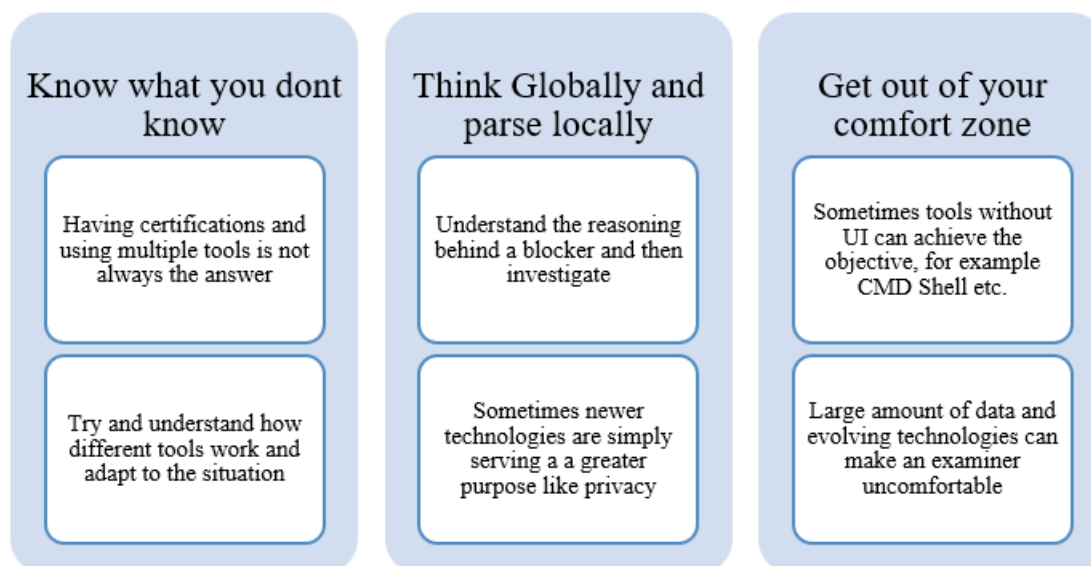 Know what you dont
know
Having certifications and
using multiple tools is not
always the answer
Try and understand how
different tools work and
adapt to the situation
Think Globally and
parse locally
Understand the reasoning
behind a blocker and then
investigate
Sometimes newer
technologies are simply
serving a a greater
purpose like privacy
Get out of your
comfort zone
Sometimes tools without
UI can achieve the
objective, for example
CMD Shell etc.
Large amount of data and
evolving technologies can
make an examiner
uncomfortable